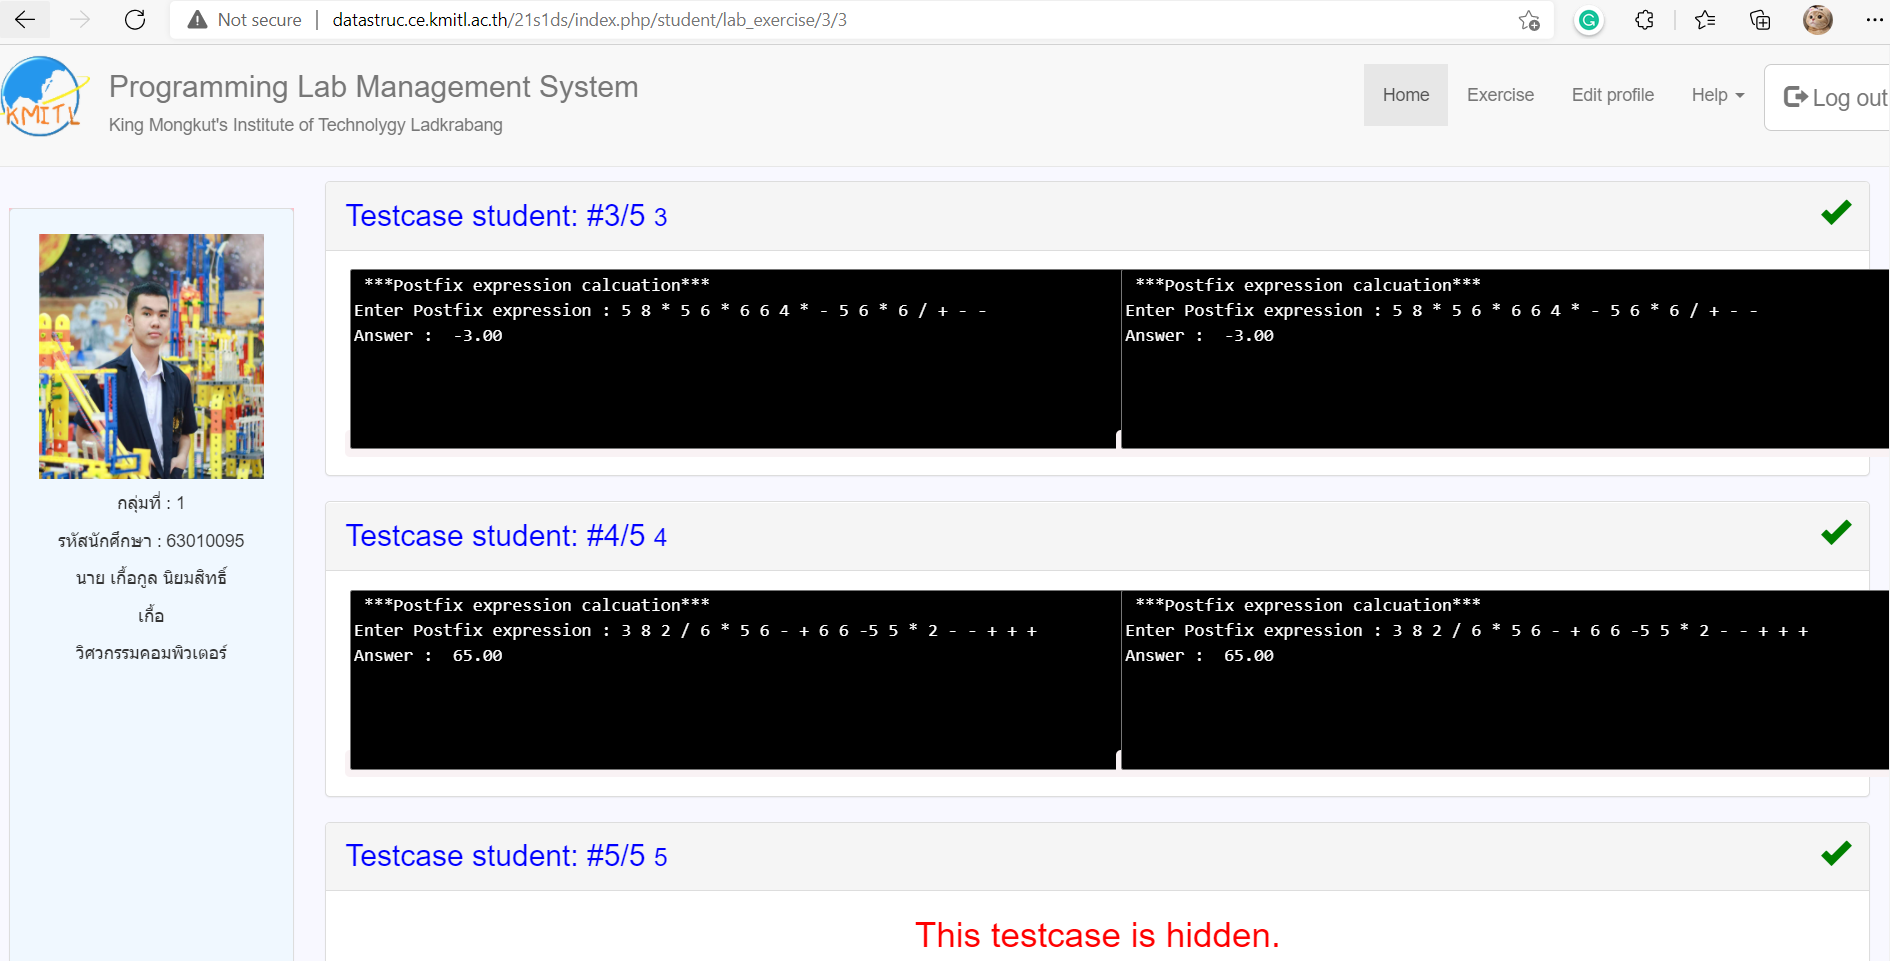 Not secure | datastruc.ce.kmitl.ac.th/21s1ds/index.php/student/lab_exercise/3/3
KMITL
Programming Lab Management System
King Mongkut's Institute of Technolygy Ladkrabang
Home
Exercise
Edit profile
Help
Log out
กลุ่มที่ : 1
รหัสนักศึกษา : 63010095
นาย เกื้อกูล นิยมสิทธิ์
เกื้อ
วิศวกรรมคอมพิวเตอร์
Testcase student: #3/5 3
***Postfix expression calcuation***
Enter Postfix expression : 5 8 * 5 6 * 6 6 4 * - 5 6 * 6 / + - -
Answer :  -3.00
***Postfix expression calcuation***
Enter Postfix expression : 5 8 * 5 6 * 6 6 4 * - 5 6 * 6 / + - -
Answer :  -3.00
Testcase student: #4/5 4
***Postfix expression calcuation***
Enter Postfix expression : 3 8 2 / 6 * 5 6 - + 6 6 -5 5 * 2 - - + + +
Answer :  65.00
***Postfix expression calcuation***
Enter Postfix expression : 3 8 2 / 6 * 5 6 - + 6 6 -5 5 * 2 - - + + +
Answer :  65.00
Testcase student: #5/5 5
This testcase is hidden.